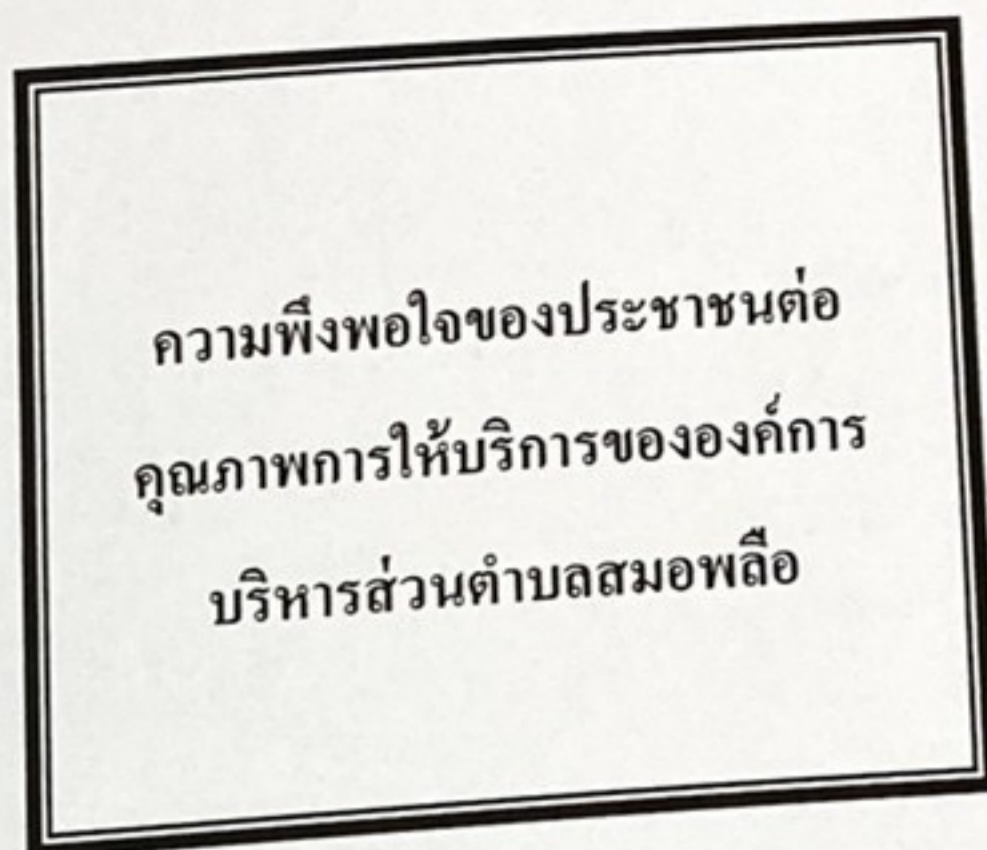 ความพึงพอใจของประชาชนต่อ
คุณภาพการให้บริการขององค์การ
บริหารส่วนตำบลสมอพลือ